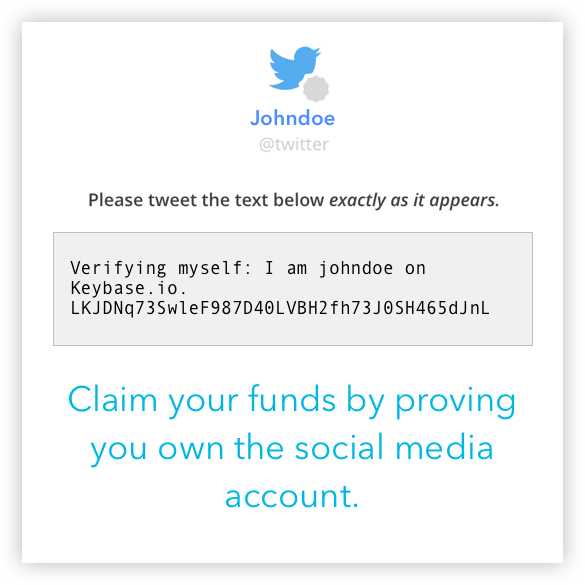 Johndoe
@twitter
Please tweet the text below exactly as it appears.
Verifying myself: I am johndoe on
Keybase.io.
LKJDNq73SwleF987D40LVBH2fh73J0SH465dJnL
Claim your funds by proving
you own the social media
account.